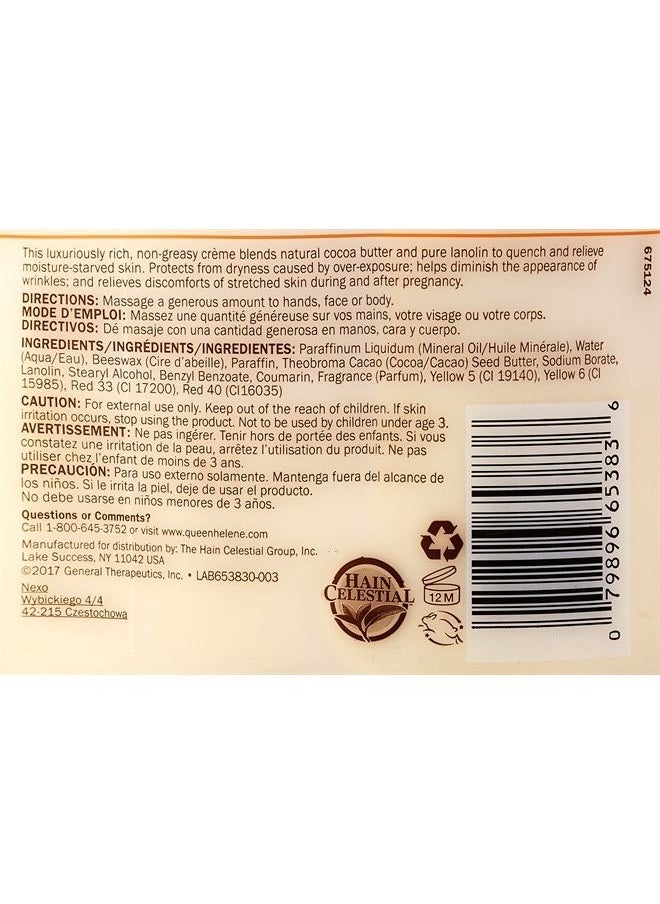 This luxuriously rich, non-greasy crème blends natural cocoa butter and pure lanolin to quench and relieve
moisture-starved skin. Protects from dryness caused by over-exposure; helps diminish the appearance of
wrinkles; and relieves discomforts of stretched skin during and after pregnancy.
DIRECTIONS: Massage a generous amount to hands, face or body.
MODE D'EMPLOI: Massez une quantité généreuse sur vos mains, votre visage ou votre corps.
DIRECTIVOS: Dé masaje con una cantidad generosa en manos, cara y cuerpo.
INGREDIENTS/INGRÉDIENTS/INGREDIENTES: Paraffinum Liquidum (Mineral Oil/Huile Minérale), Water
(Aqua/Eau), Beeswax (Cire d'abeille), Paraffin, Theobroma Cacao (Cocoa/Cacao) Seed Butter, Sodium Borate,
Lanolin, Stearyl Alcohol, Benzyl Benzoate, Coumarin, Fragrance (Parfum), Yellow 5 (CI 19140), Yellow 6 (CI
15985), Red 33 (CI 17200), Red 40 (CI16035)
CAUTION: For external use only. Keep out of the reach of children. If skin
irritation occurs, stop using the product. Not to be used by children under age 3.
AVERTISSEMENT: Ne pas ingérer. Tenir hors de portée des enfants. Si vous
constatez une irritation de la peau, arrêtez l'utilisation du produit. Ne pas
utiliser chez l'enfant de moins de 3 ans.
PRECAUCIÓN: Para uso externo solamente. Mantenga fuera del alcance de
los niños. Si le irrita la piel, deje de usar el producto.
No debe usarse en niños menores de 3 años.
Questions or Comments?
Call 1-800-645-3752 or visit www.queenhelene.com
Manufactured for distribution by: The Hain Celestial Group, Inc.
Lake Success, NY 11042 USA
©2017 General Therapeutics, Inc. • LAB653830-003
Nexo
Wybickiego 4/4
42-215 Czestochowa
HAIN
CELESTIAL
12M
675124
0 79896 65383 6